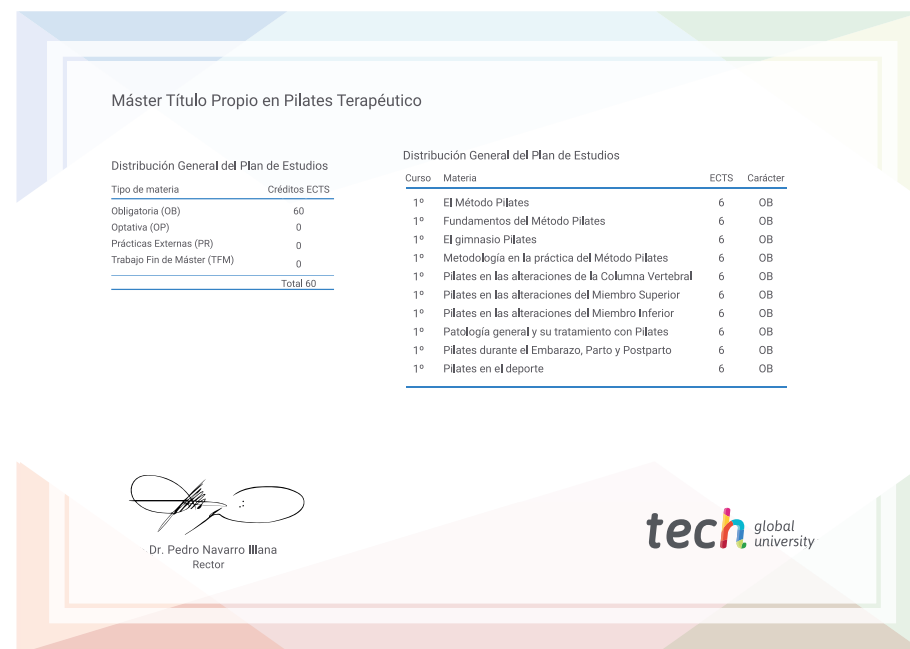 Máster Título Propio en Pilates Terapéutico
Distribución General del Plan de Estudios
Tipo de materia Créditos ECTS
Obligatoria (OB) 60
Optativa (OP) 0
Prácticas Externas (PR) 0
Trabajo Fin de Máster (TFM) 0
Total 60
Distribución General del Plan de Estudios
Curso Materia ECTS Carácter
1º El Método Pilates 6 OB
1º Fundamentos del Método Pilates 6 OB
1º El gimnasio Pilates 6 OB
1º Metodología en la práctica del Método Pilates 6 OB
1º Pilates en las alteraciones de la Columna Vertebral 6 OB
1º Pilates en las alteraciones del Miembro Superior 6 OB
1º Pilates en las alteraciones del Miembro Inferior 6 OB
1º Patología general y su tratamiento con Pilates 6 OB
1º Pilates durante el Embarazo, Parto y Postparto 6 OB
1º Pilates en el deporte 6 OB
Dr. Pedro Navarro Illana
Rector
tech global
university